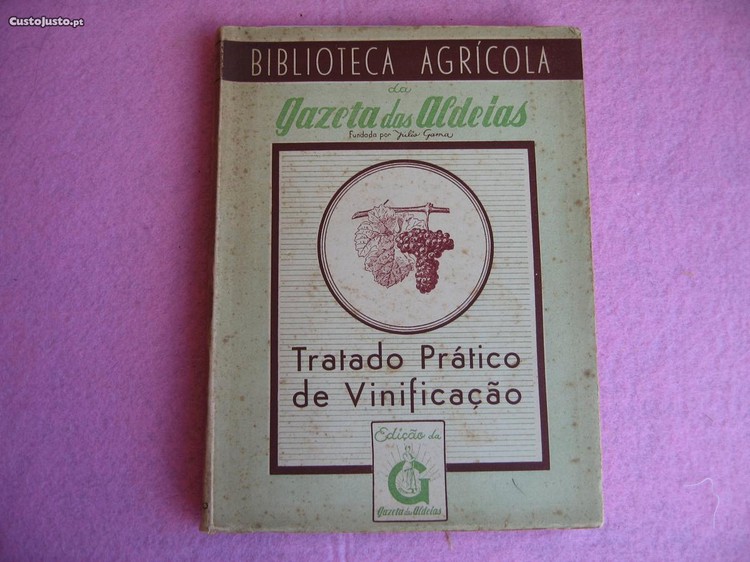 CustoJusto.pt
BIBLIOTECA AGRÍCOLA
da
Gazeta das Aldeias
Fundada por Julio Gama
Tratado Prático
de Vinificação
Edição da
G
Gazeta das Aldeias